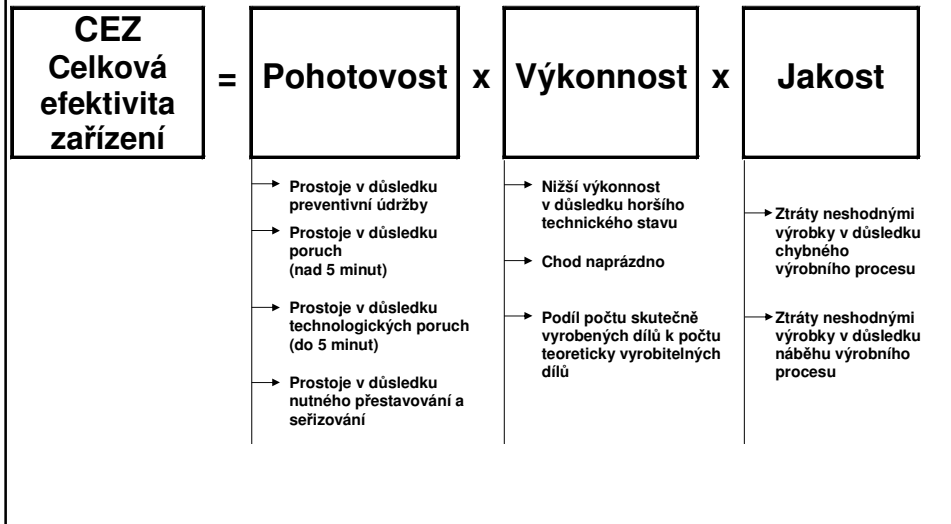 CEZ
Celková
efektivita
zařízení
=
Pohotovost
x
Výkonnost
x
Jakost
Prostoje v důsledku
preventivní údržby
Prostoje v důsledku
poruch
(nad 5 minut)
Prostoje v důsledku
technologických poruch
(do 5 minut)
Prostoje v důsledku
nutného přestavování a
seřizování
Nižší výkonnost
v důsledku horšího
technického stavu
Chod naprázdno
Podíl počtu skutečně
vyrobených dílů k počtu
teoreticky vyrobitelných
dílů
Ztráty neshodnými
výrobky v důsledku
chybného
výrobního procesu
Ztráty neshodnými
výrobky v důsledku
náběhu výrobního
procesu